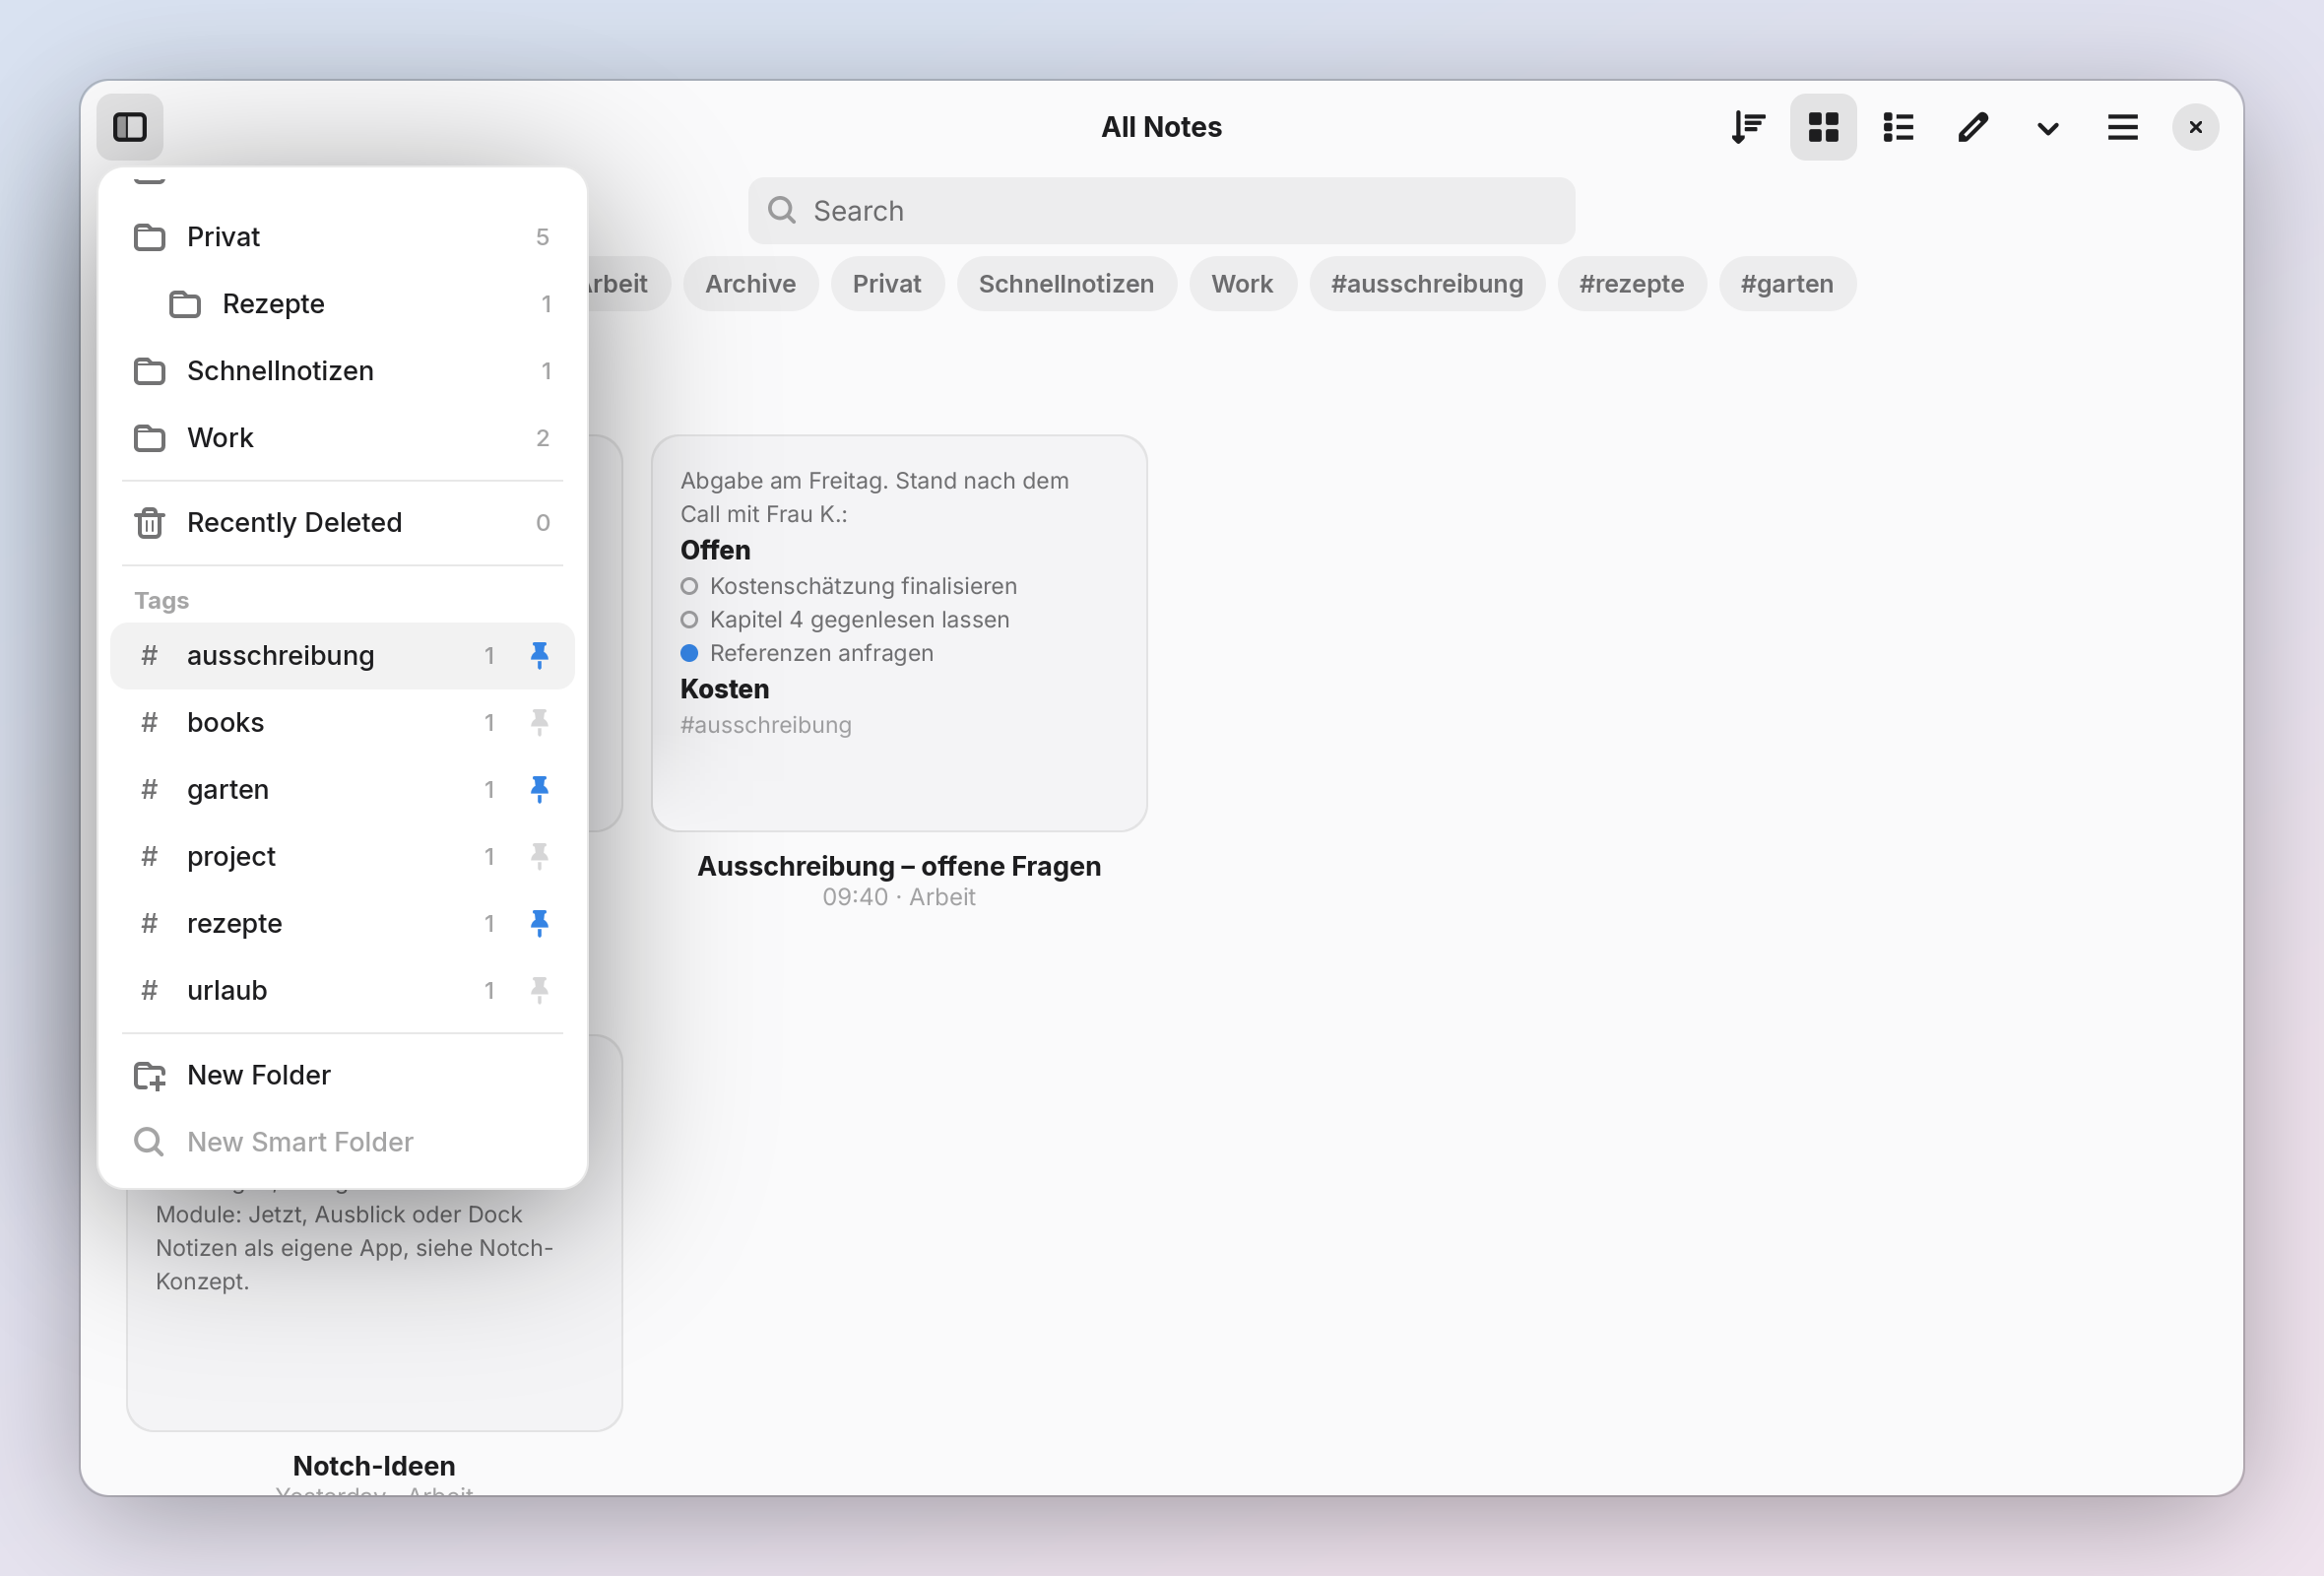 All Notes
Search
Arbeit
Archive
Privat
Schnellnotizen
Work
#ausschreibung
#rezepte
#garten
Privat 5
Rezepte 1
Schnellnotizen 1
Work 2
Recently Deleted 0
Tags
# ausschreibung 1
# books 1
# garten 1
# project 1
# rezepte 1
# urlaub 1
New Folder
New Smart Folder
Abgabe am Freitag. Stand nach dem
Call mit Frau K.:
Offen
Kostenschätzung finalisieren
Kapitel 4 gegenlesen lassen
Referenzen anfragen
Kosten
#ausschreibung
Ausschreibung – offene Fragen
09:40 · Arbeit
Module: Jetzt, Ausblick oder Dock
Notizen als eigene App, siehe Notch-
Konzept.
Notch-Ideen
Yesterday · Arbeit